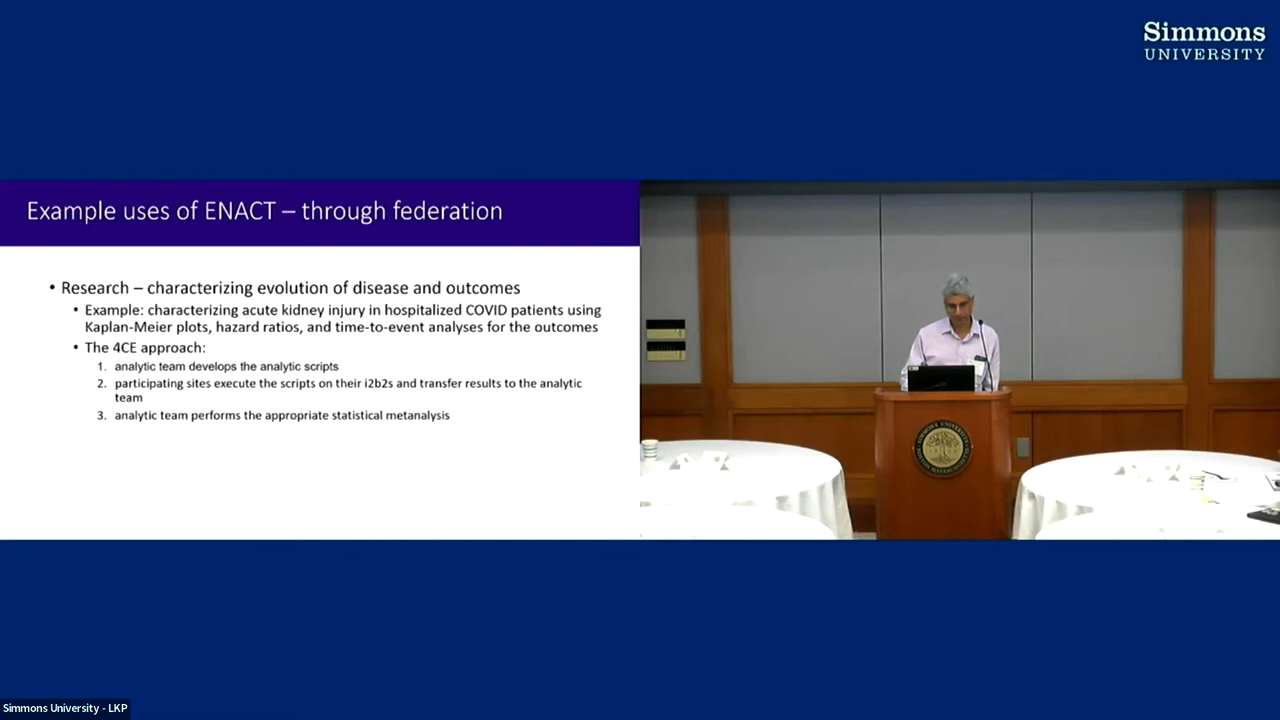 Simmons
UNIVERSITY
Example uses of ENACT – through federation
• Research – characterizing evolution of disease and outcomes
• Example: characterizing acute kidney injury in hospitalized COVID patients using
Kaplan-Meier plots, hazard ratios, and time-to-event analyses for the outcomes
• The 4CE approach:
1. analytic team develops the analytic scripts
2. participating sites execute the scripts on their i2b2s and transfer results to the analytic
team
3. analytic team performs the appropriate statistical metanalysis
Simmons University - LKP